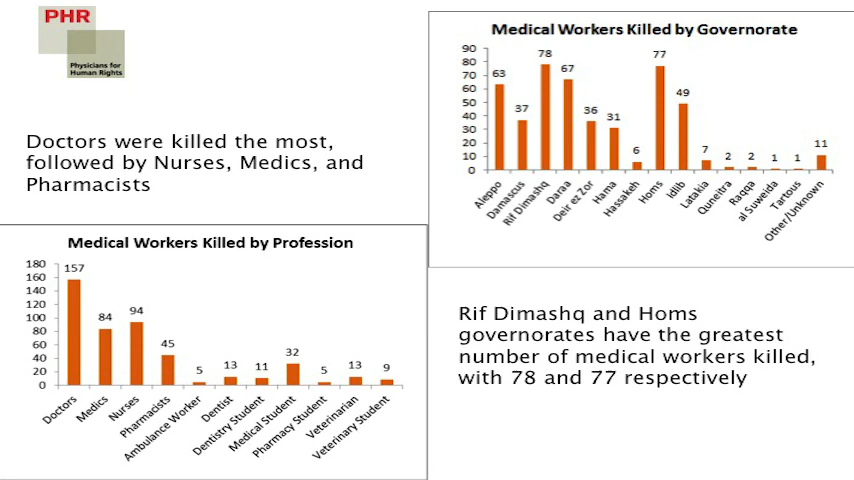 PHR
Physicians for
Human Rights
Doctors were killed the most,
followed by Nurses, Medics, and
Pharmacists
Medical Workers Killed by Governorate
90
80
70
60
50
40
30
20
10
0
63
37
78
67
36
31
6
77
49
7
2
2
1
1
11
Aleppo
Damascus
Rif Dimashq
Daraa
Deir ez Zor
Hama
Hassakeh
Homs
Idlib
Latakia
Quneitra
Raqqa
al Suweida
Tartous
Other/Unknown
Medical Workers Killed by Profession
180
160
140
120
100
80
60
40
20
0
157
84
94
45
5
13
11
32
5
13
9
Doctors
Medics
Nurses
Pharmacists
Ambulance Worker
Dentist
Dentistry Student
Medical Student
Pharmacy Student
Veterinarian
Veterinary Student
Rif Dimashq and Homs
governorates have the greatest
number of medical workers killed,
with 78 and 77 respectively